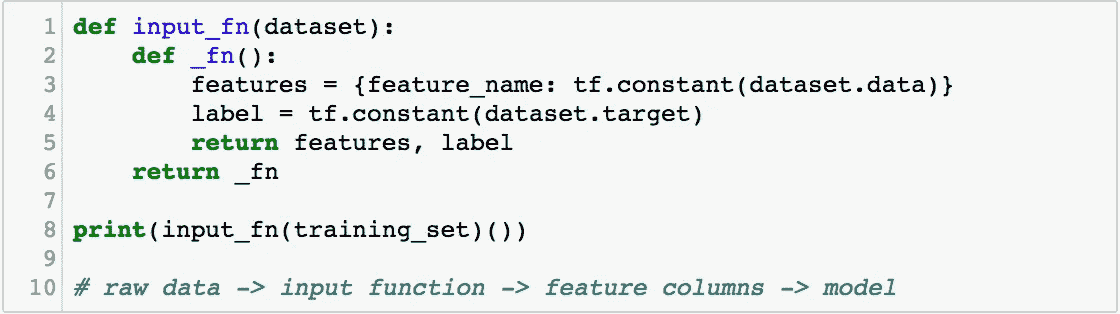 1 def input_fn(dataset):
2     def _fn():
3         features = {feature_name: tf.constant(dataset.data)}
4         label = tf.constant(dataset.target)
5         return features, label
6     return _fn
7
8 print(input_fn(training_set)())
9
10 # raw data -> input function -> feature columns -> model